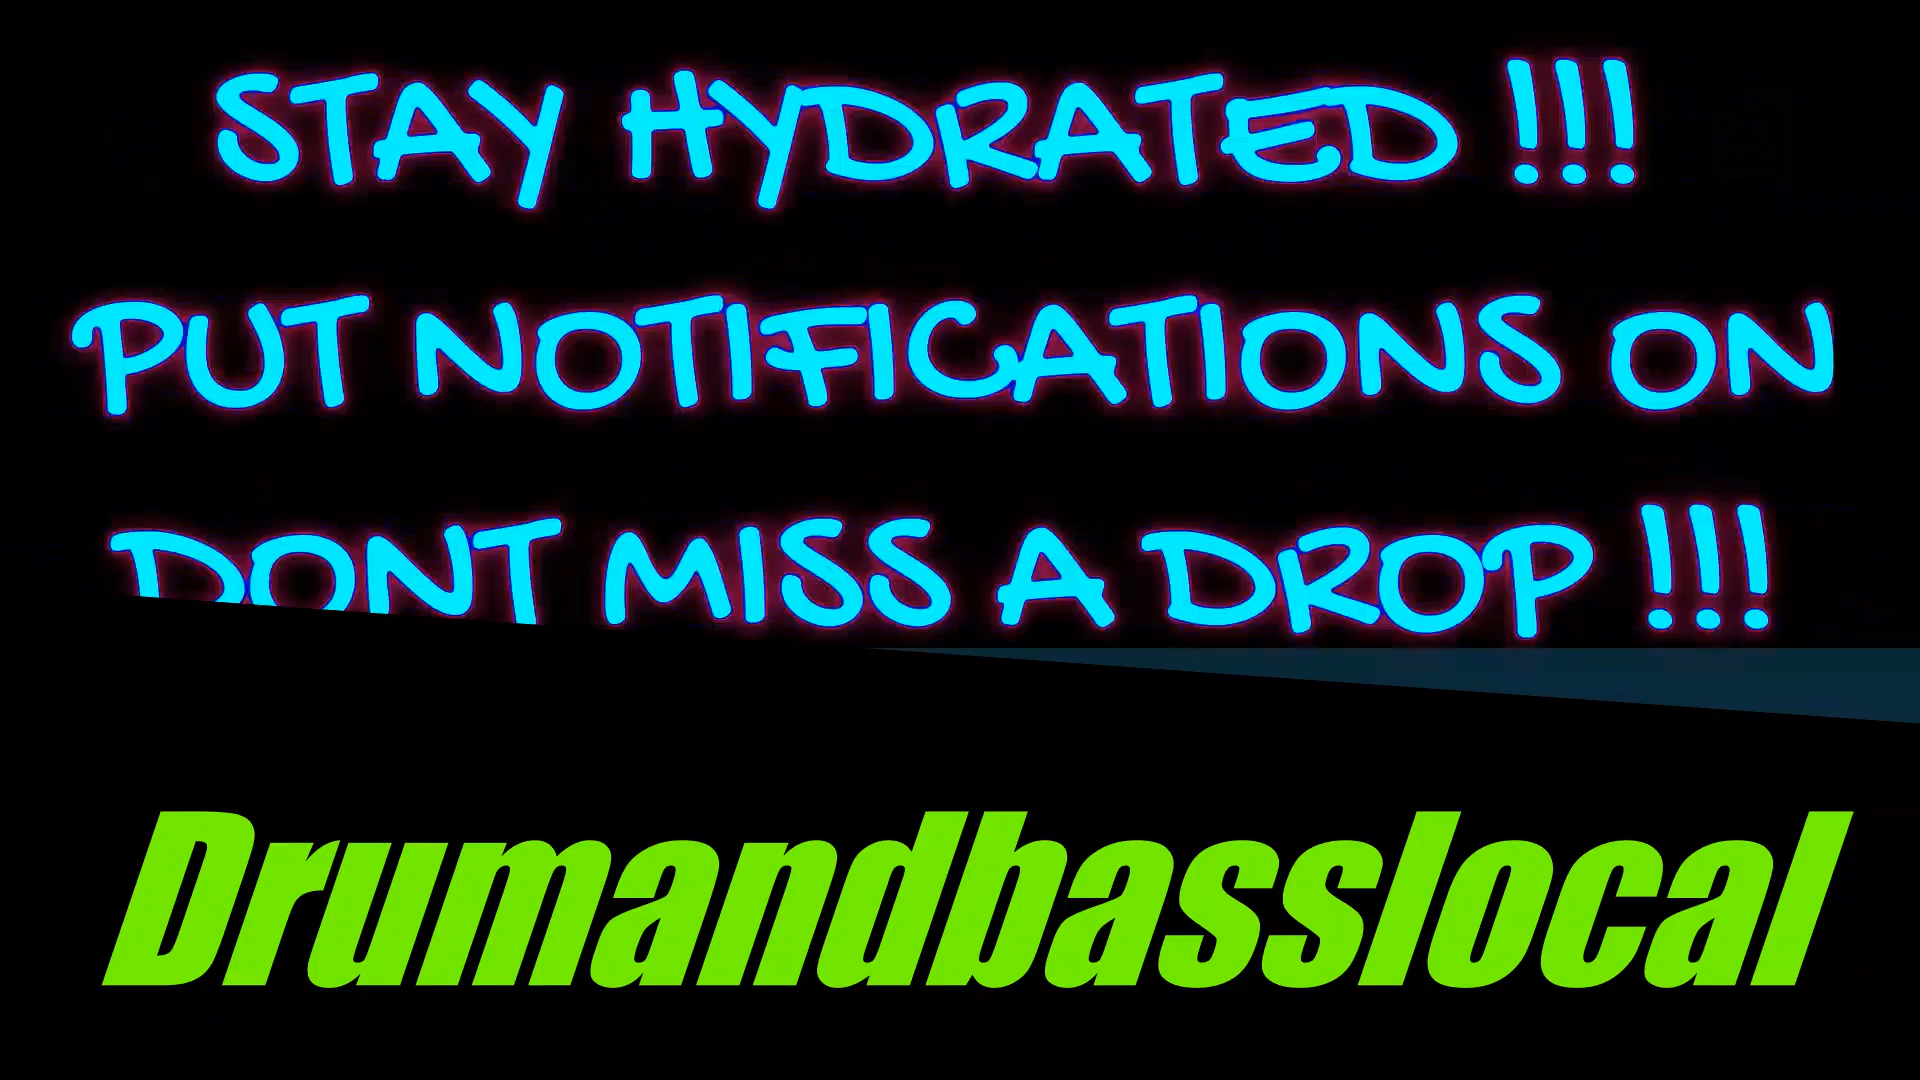 STAY HYDRATED !!!
PUT NOTIFICATIONS ON
DONT MISS A DROP !!!
Drumandbasslocal